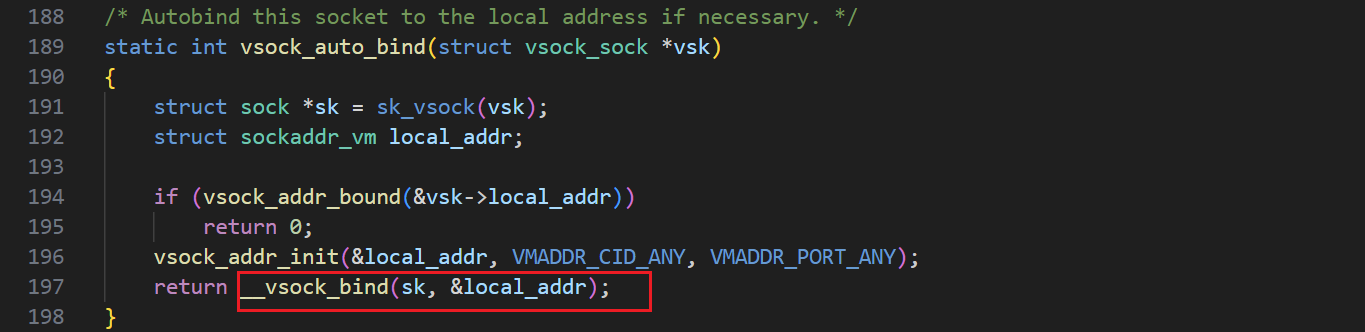 188 /* Autobind this socket to the local address if necessary. */
189 static int vsock_auto_bind(struct vsock_sock *vsk)
190 {
191     struct sock *sk = sk_vsock(vsk);
192     struct sockaddr_vm local_addr;
193
194     if (vsock_addr_bound(&vsk->local_addr))
195         return 0;
196     vsock_addr_init(&local_addr, VMADDR_CID_ANY, VMADDR_PORT_ANY);
197     return __vsock_bind(sk, &local_addr);
198 }